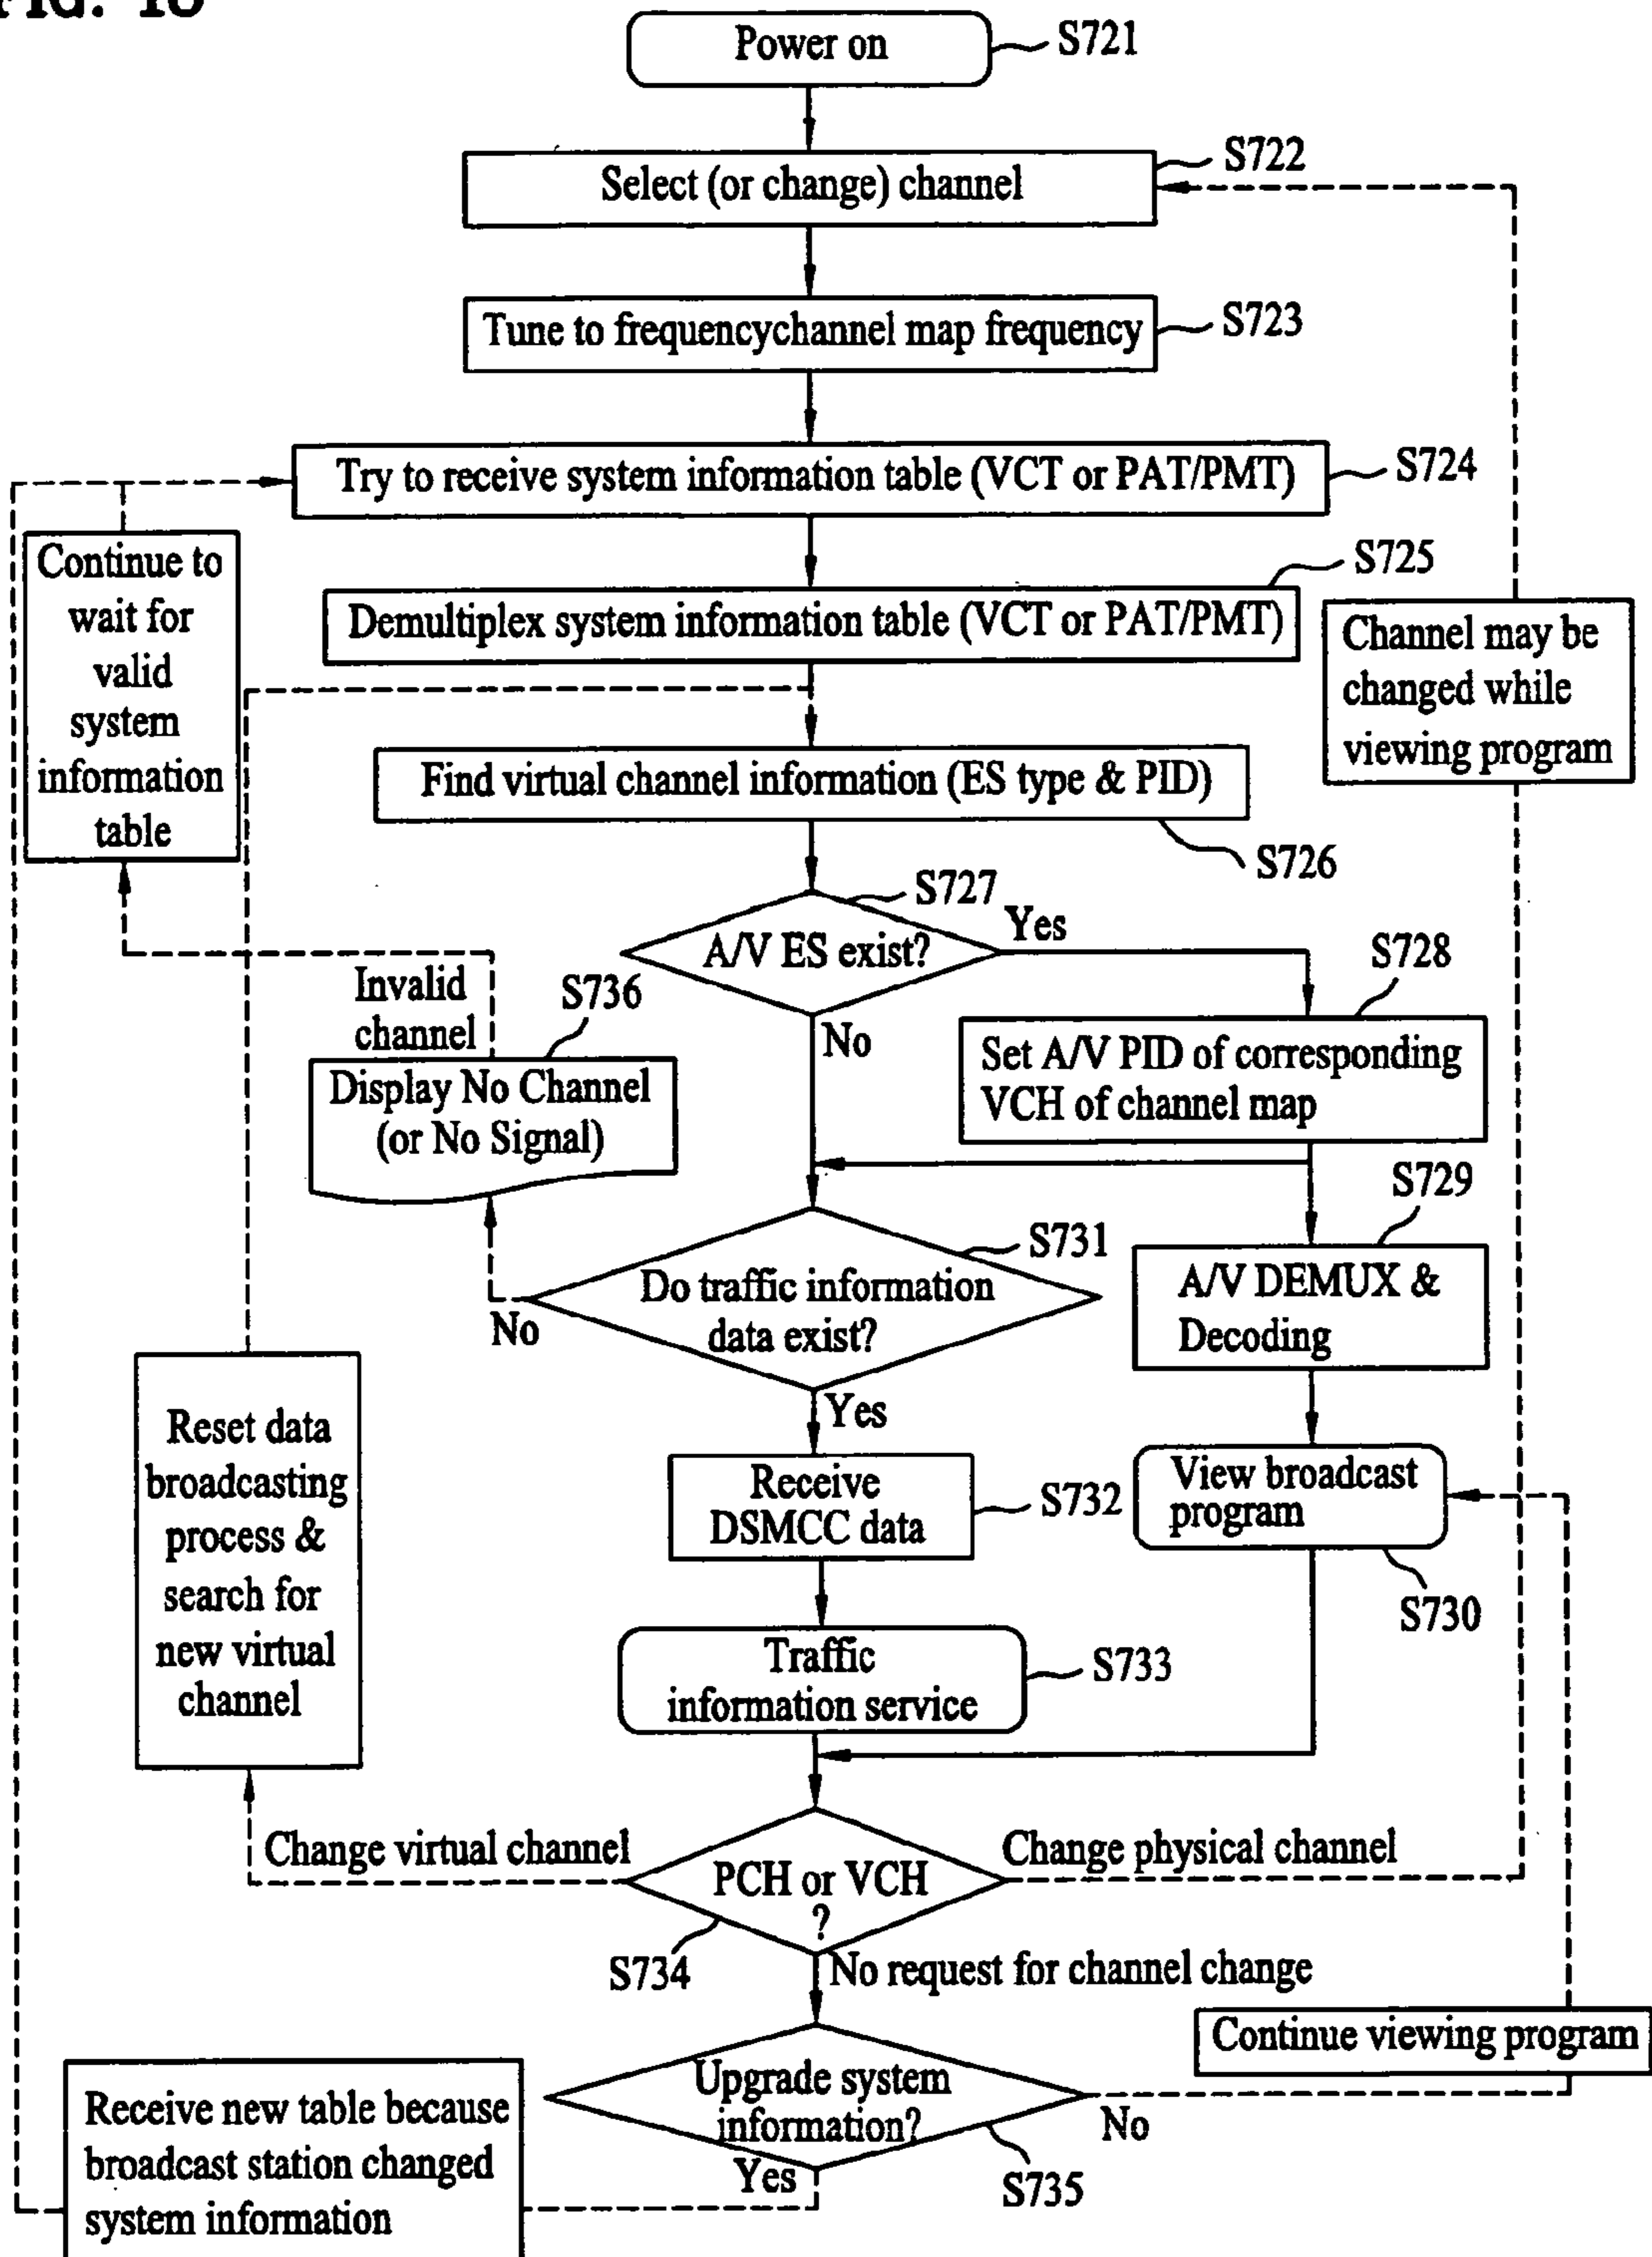 Power on
S721
Select (or change) channel
S722
Tune to frequencychannel map frequency
S723
Try to receive system information table (VCT or PAT/PMT)
S724
Continue to
wait for
valid
system
information
table
Demultiplex system information table (VCT or PAT/PMT)
S725
Channel may be
changed while
viewing program
Find virtual channel information (ES type & PID)
S726
A/V ES exist?
S727
Yes
No
Set A/V PID of corresponding
VCH of channel map
S728
Invalid
channel
S736
Display No Channel
(or No Signal)
A/V DEMUX &
Decoding
S729
Do traffic information
data exist?
S731
No
Yes
Receive
DSMCC data
S732
View broadcast
program
S730
Reset data
broadcasting
process &
search for
new virtual
channel
Traffic
information service
S733
Change virtual channel
PCH or VCH
?
Change physical channel
S734
No request for channel change
Continue viewing program
Upgrade system
information?
No
Yes
S735
Receive new table because
broadcast station changed
system information